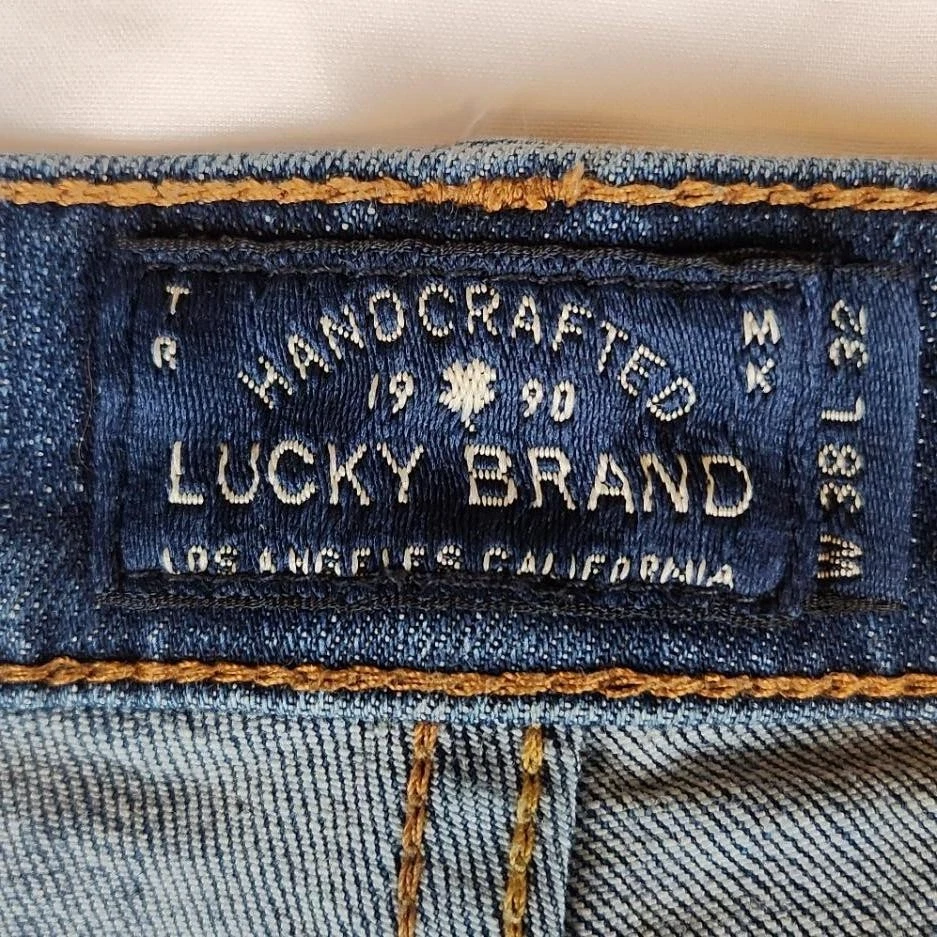 T R
HANDCRAFTED
M K
19 90
LUCKY BRAND
LOS ANGELES CALIFORNIA
W 38 L 32